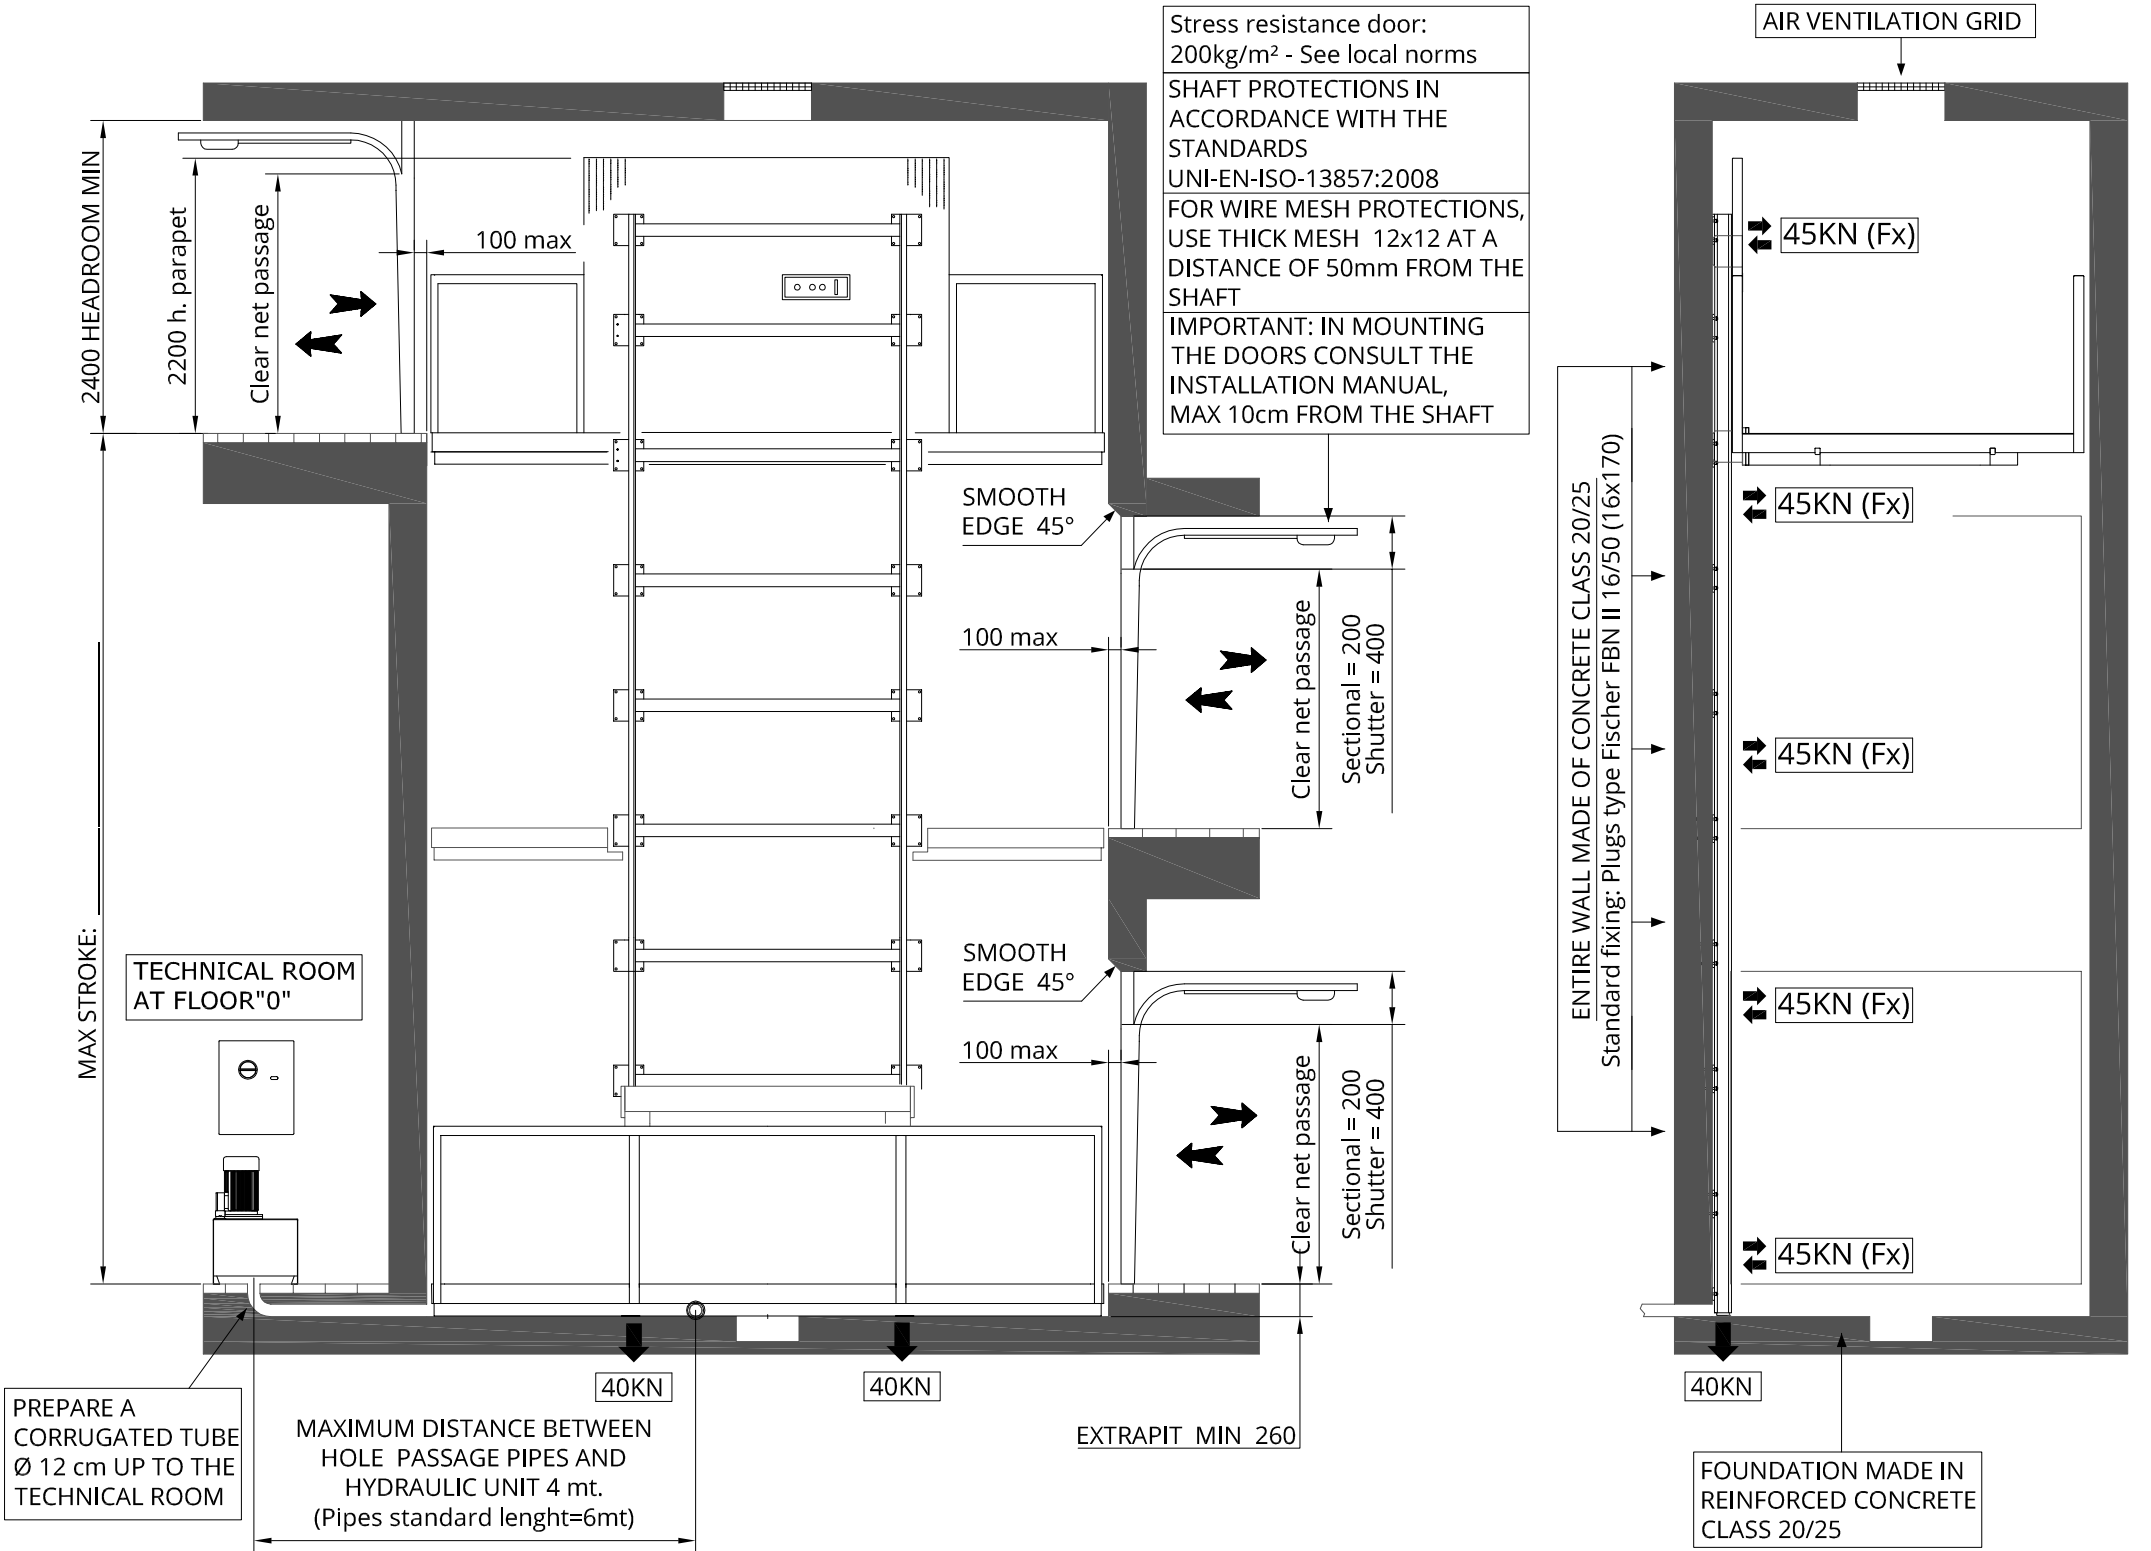 Stress resistance door:
200kg/m² - See local norms
SHAFT PROTECTIONS IN
ACCORDANCE WITH THE
STANDARDS
UNI-EN-ISO-13857:2008
FOR WIRE MESH PROTECTIONS,
USE THICK MESH 12x12 AT A
DISTANCE OF 50mm FROM THE
SHAFT
IMPORTANT: IN MOUNTING
THE DOORS CONSULT THE
INSTALLATION MANUAL,
MAX 10cm FROM THE SHAFT
AIR VENTILATION GRID
2400 HEADROOM MIN
2200 h. parapet
Clear net passage
100 max
45KN (Fx)
SMOOTH
EDGE 45°
100 max
Clear net passage
Sectional = 200
Shutter = 400
45KN (Fx)
ENTIRE WALL MADE OF CONCRETE CLASS 20/25
Standard fixing: Plugs type Fischer FBN II 16/50 (16x170)
45KN (Fx)
MAX STROKE:
TECHNICAL ROOM
AT FLOOR"0"
SMOOTH
EDGE 45°
100 max
Clear net passage
Sectional = 200
Shutter = 400
45KN (Fx)
45KN (Fx)
40KN
40KN
40KN
PREPARE A
CORRUGATED TUBE
Ø 12 cm UP TO THE
TECHNICAL ROOM
MAXIMUM DISTANCE BETWEEN
HOLE PASSAGE PIPES AND
HYDRAULIC UNIT 4 mt.
(Pipes standard lenght=6mt)
EXTRAPIT MIN 260
FOUNDATION MADE IN
REINFORCED CONCRETE
CLASS 20/25